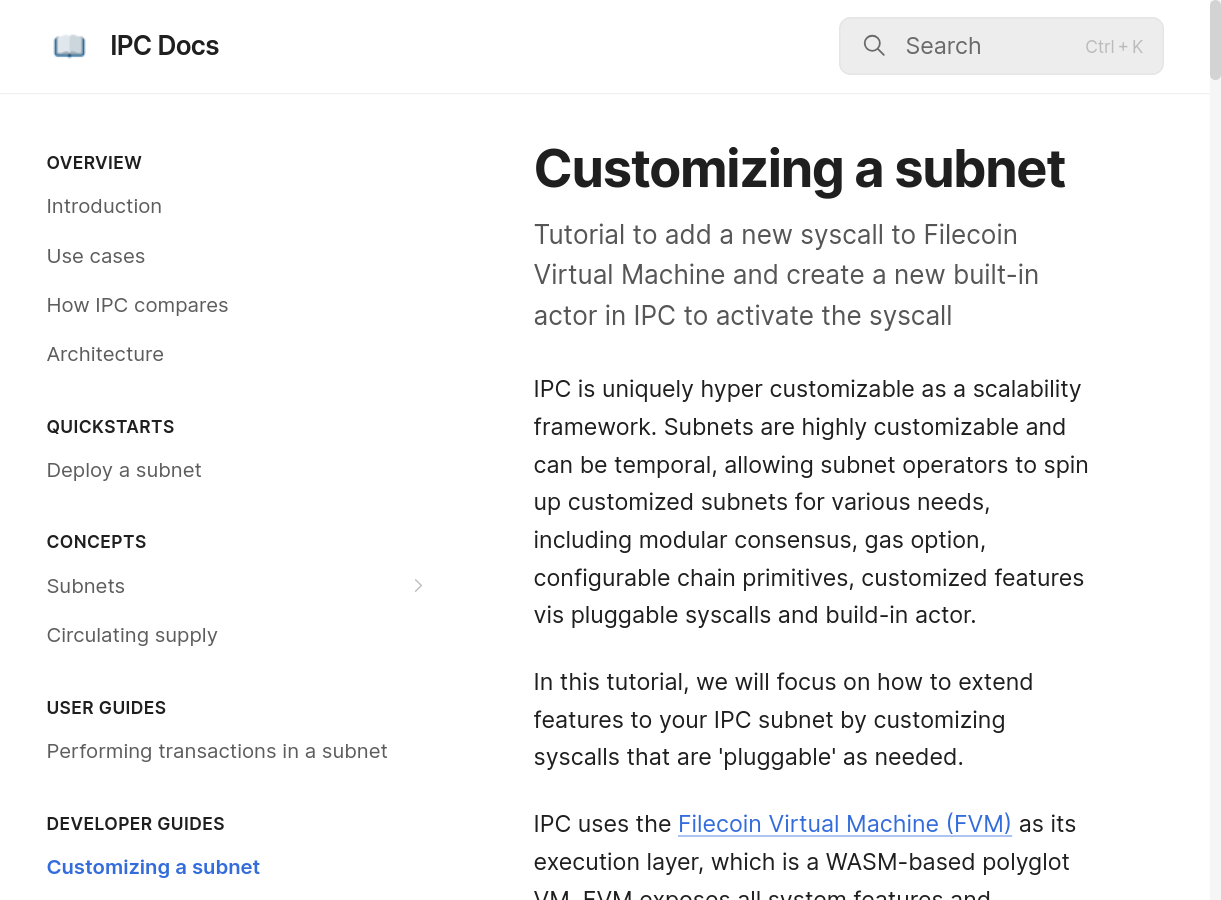 IPC Docs
Search
Ctrl + K
OVERVIEW
Introduction
Use cases
How IPC compares
Architecture
QUICKSTARTS
Deploy a subnet
CONCEPTS
Subnets
Circulating supply
USER GUIDES
Performing transactions in a subnet
DEVELOPER GUIDES
Customizing a subnet
Customizing a subnet
Tutorial to add a new syscall to Filecoin
Virtual Machine and create a new built-in
actor in IPC to activate the syscall
IPC is uniquely hyper customizable as a scalability
framework. Subnets are highly customizable and
can be temporal, allowing subnet operators to spin
up customized subnets for various needs,
including modular consensus, gas option,
configurable chain primitives, customized features
vis pluggable syscalls and build-in actor.
In this tutorial, we will focus on how to extend
features to your IPC subnet by customizing
syscalls that are 'pluggable' as needed.
IPC uses the Filecoin Virtual Machine (FVM) as its
execution layer, which is a WASM-based polyglot
VM. FVM exposes all system features and